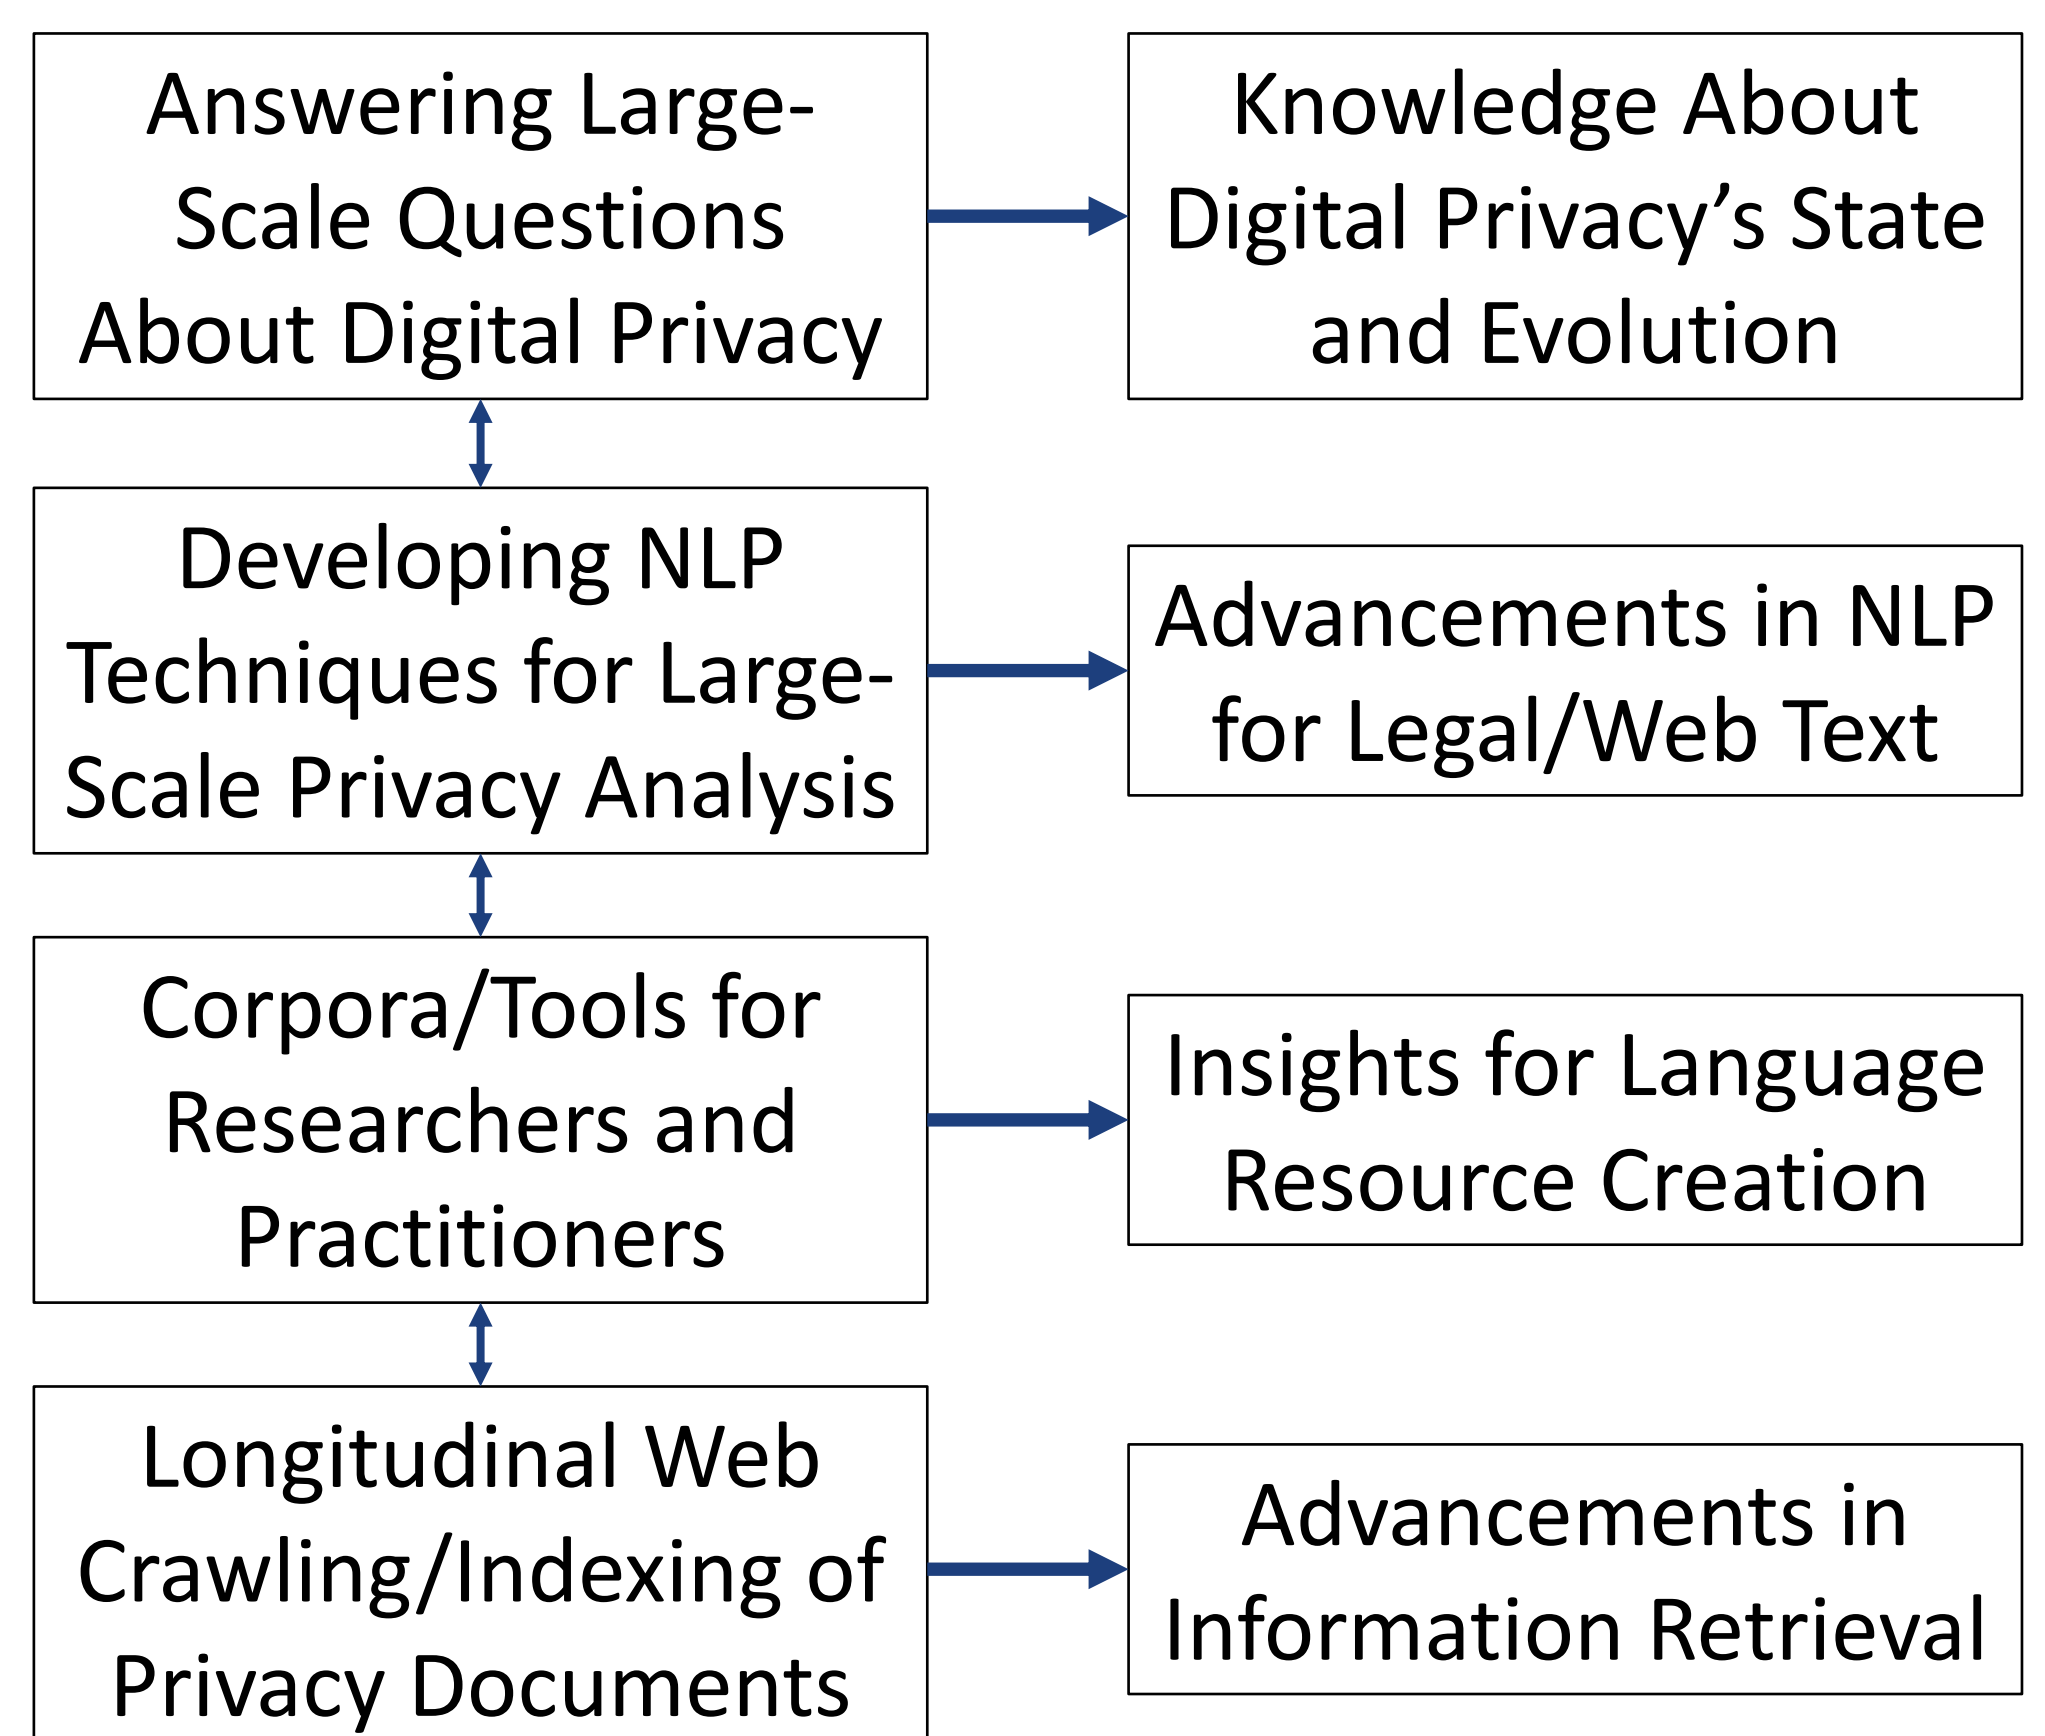 Answering Large-
Scale Questions
About Digital Privacy
Knowledge About
Digital Privacy’s State
and Evolution
Developing NLP
Techniques for Large-
Scale Privacy Analysis
Advancements in NLP
for Legal/Web Text
Corpora/Tools for
Researchers and
Practitioners
Insights for Language
Resource Creation
Longitudinal Web
Crawling/Indexing of
Privacy Documents
Advancements in
Information Retrieval